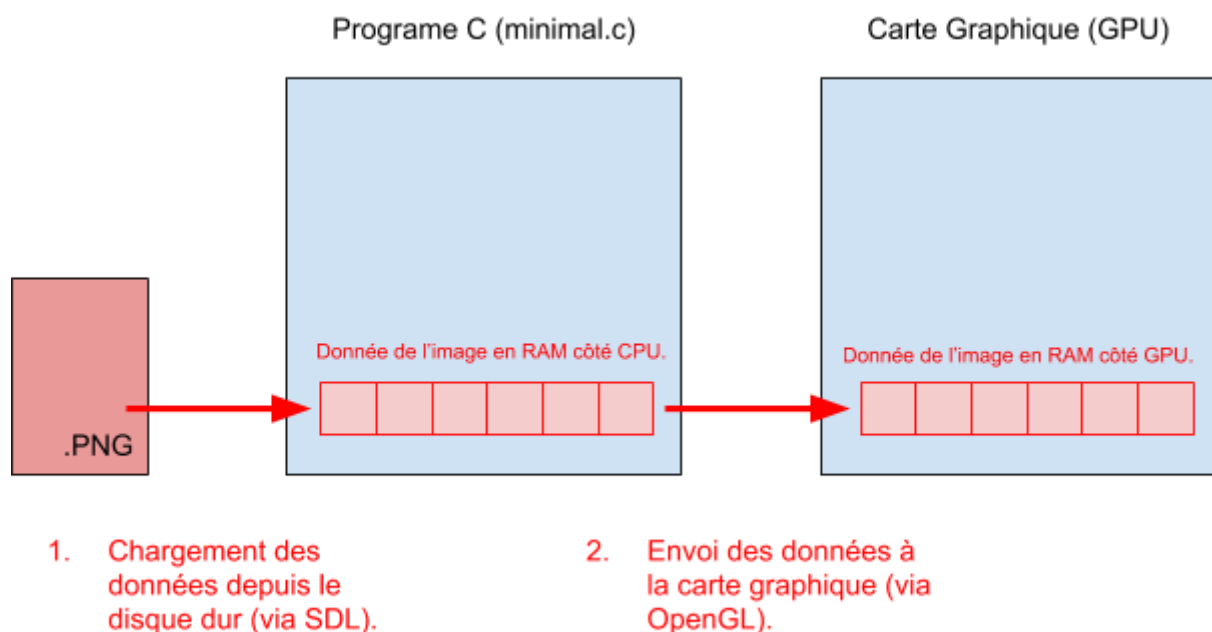 Programe C (minimal.c)
Carte Graphique (GPU)
Donnée de l'image en RAM côté CPU.
Donnée de l'image en RAM côté GPU.
.PNG
1. Chargement des
données depuis le
disque dur (via SDL).
2. Envoi des données à
la carte graphique (via
OpenGL).